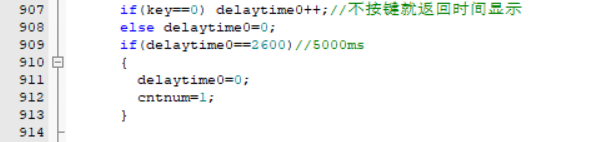 907 if(key==0) delaytime0++;//不按键就返回时间显示
908 else delaytime0=0;
909 if(delaytime0==2600)//5000ms
910 {
911 delaytime0=0;
912 cntnum=1;
913 }
914